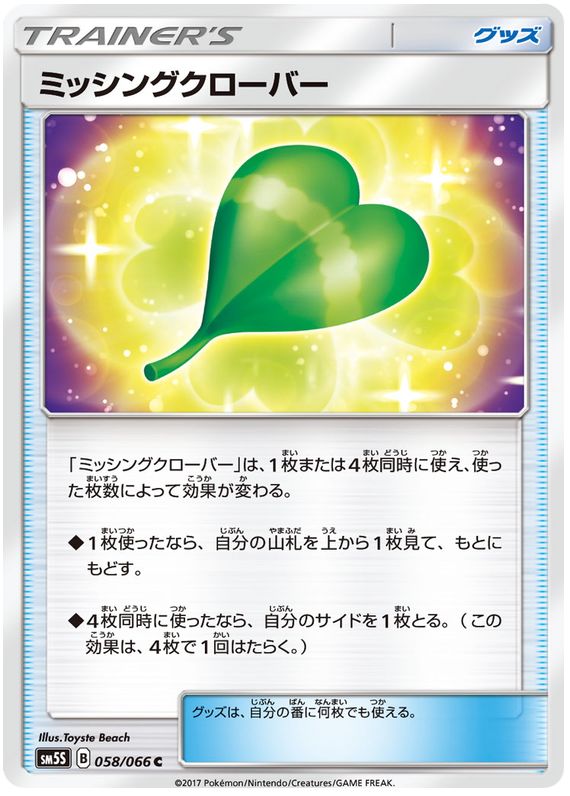 TRAINER'S グッズ
ミッシングクローバー
「ミッシングクローバー」は、1枚または4枚同時に使え、使っ
た枚数によって効果が変わる。
◆1枚使ったなら、自分の山札を上から1枚見て、もとに
もどす。
◆4枚同時に使ったなら、自分のサイドを1枚とる。（この
効果は、4枚で1回はたらく。）
グッズは、自分の番に何枚でも使える。
Illus.Toyste Beach
SM5S B 058/066 C
©2017 Pokémon/Nintendo/Creatures/GAME FREAK.